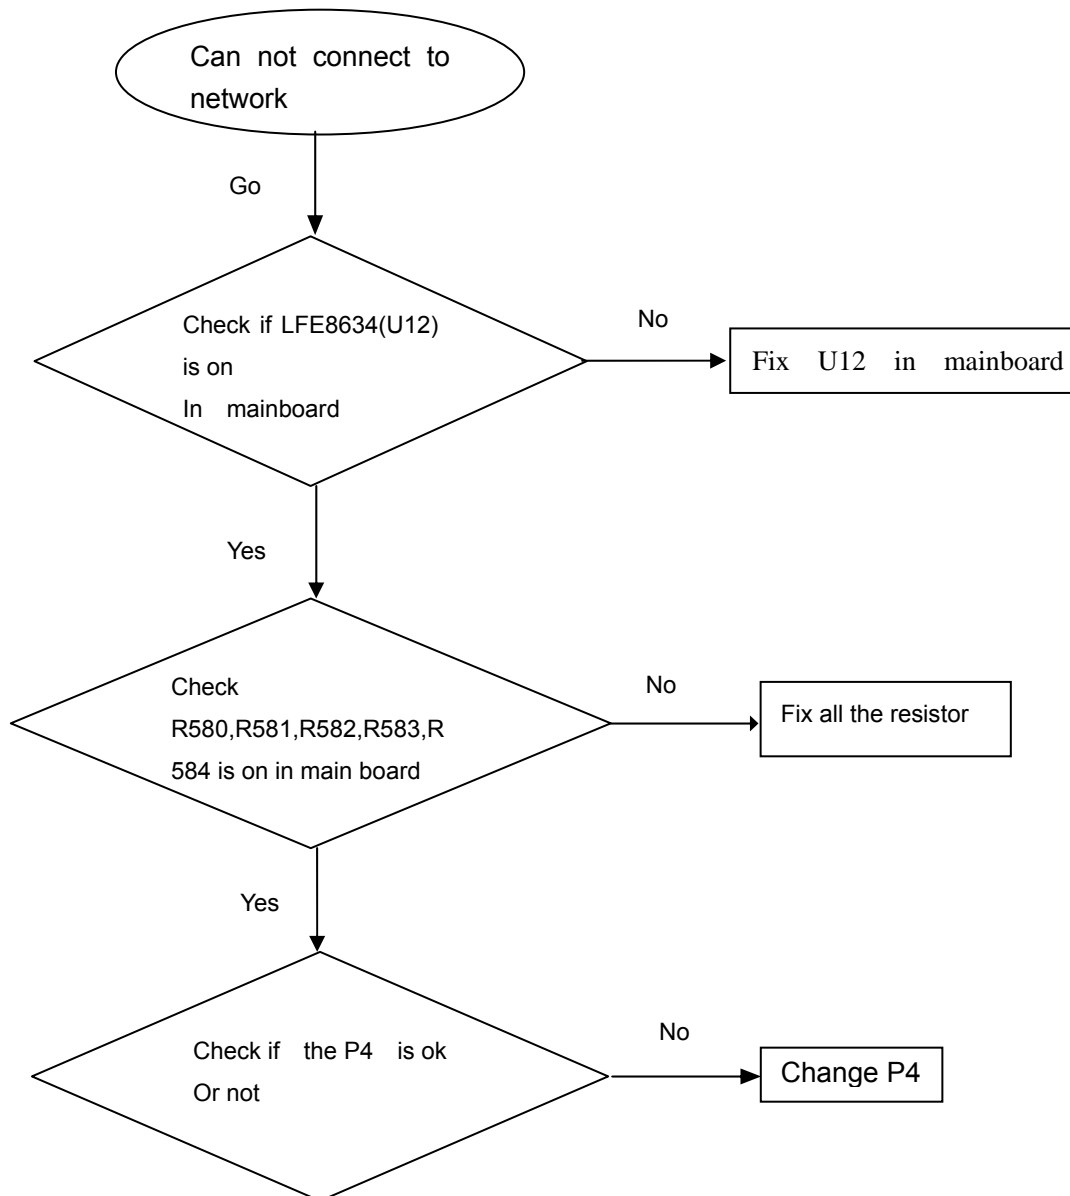 Can not connect to
network
Go
Check if LFE8634(U12)
is on
In mainboard
No
Fix U12 in mainboard
Yes
Check
R580,R581,R582,R583,R
584 is on in main board
No
Fix all the resistor
Yes
Check if the P4 is ok
Or not
No
Change P4